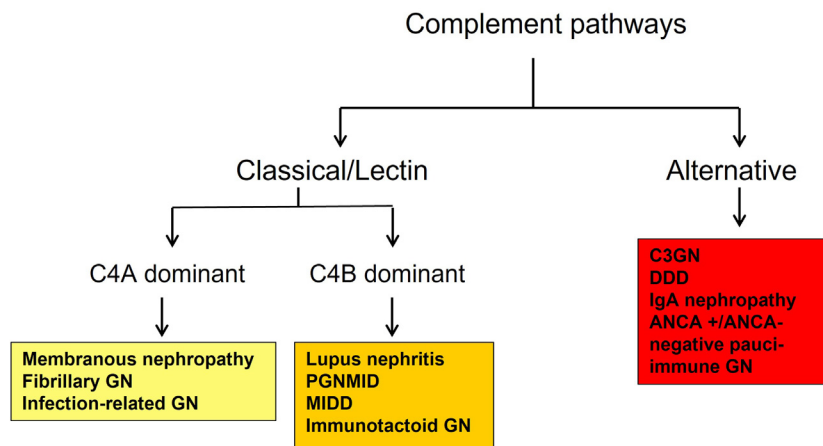 Complement pathways
Classical/Lectin
Alternative
C4A dominant
C4B dominant
Membranous nephropathy
Fibrillary GN
Infection-related GN
Lupus nephritis
PGNMID
MIDD
Immunotactoid GN
C3GN
DDD
IgA nephropathy
ANCA +/ANCA-
negative pauci-
immune GN